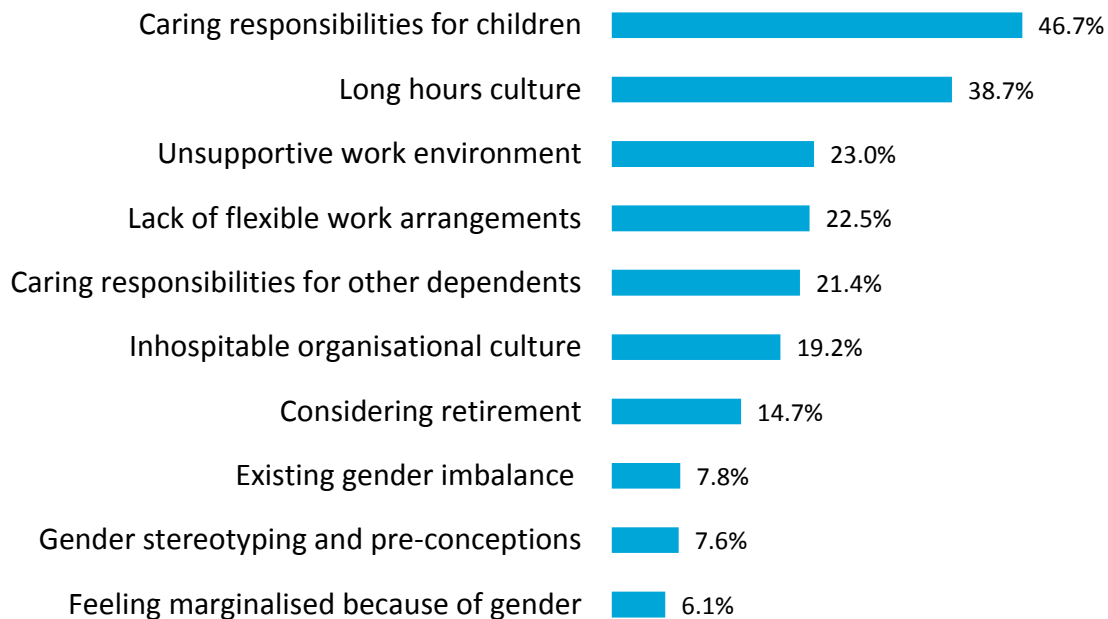 Caring responsibilities for children 46.7%
Long hours culture 38.7%
Unsupportive work environment 23.0%
Lack of flexible work arrangements 22.5%
Caring responsibilities for other dependents 21.4%
Inhospitable organisational culture 19.2%
Considering retirement 14.7%
Existing gender imbalance 7.8%
Gender stereotyping and pre-conceptions 7.6%
Feeling marginalised because of gender 6.1%